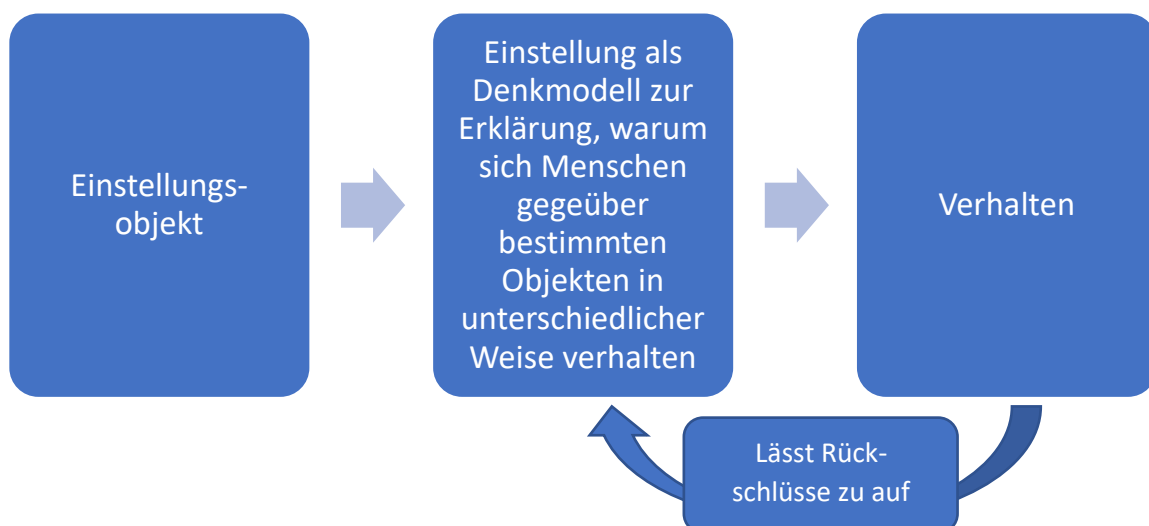 Einstellungs-
objekt
Einstellung als
Denkmodell zur
Erklärung, warum
sich Menschen
gegeüber
bestimmten
Objekten in
unterschiedlicher
Weise verhalten
Verhalten
Lässt Rück-
schlüsse zu auf